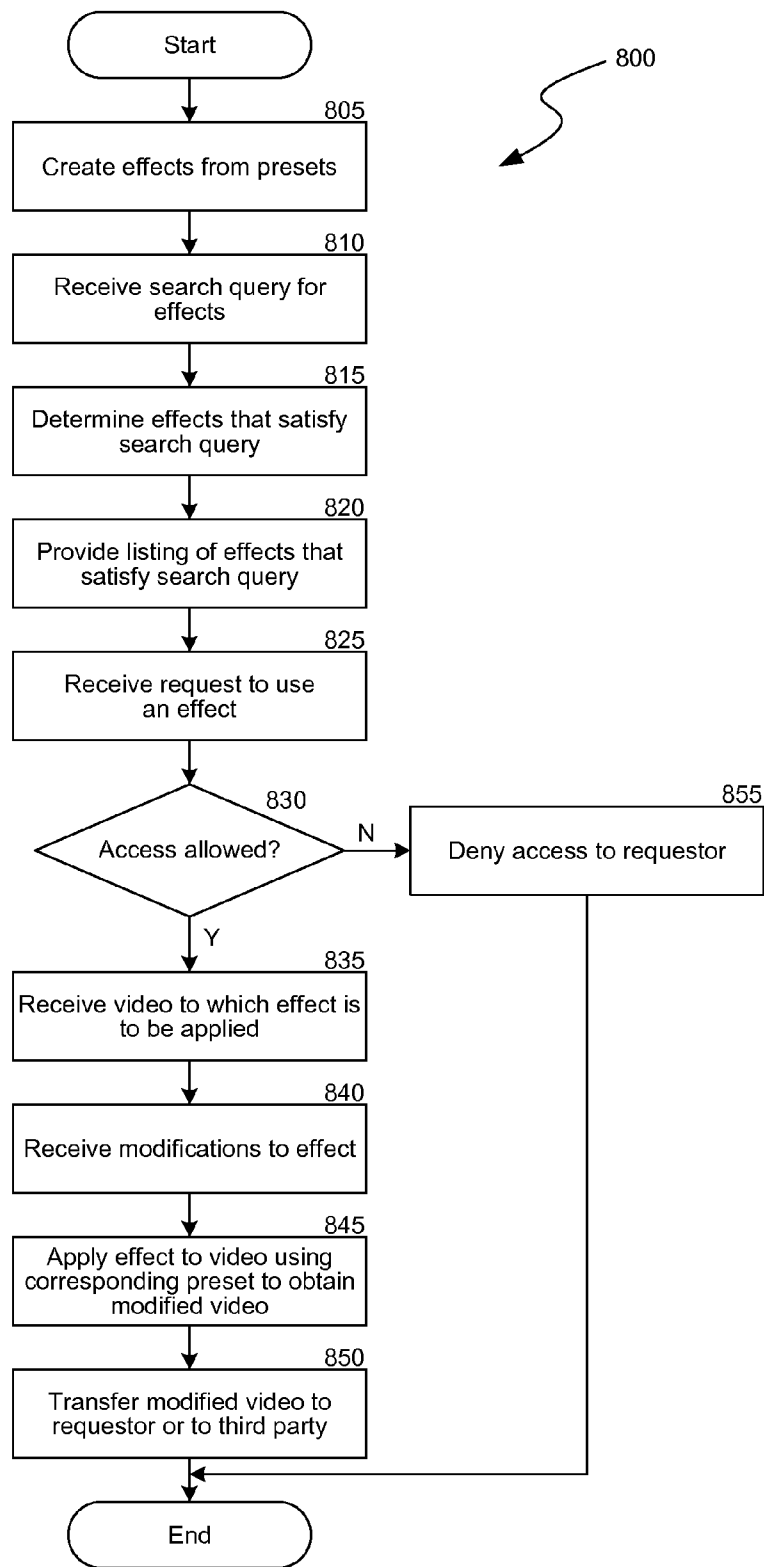 Start
800
805
Create effects from presets
810
Receive search query for
effects
815
Determine effects that satisfy
search query
820
Provide listing of effects that
satisfy search query
825
Receive request to use
an effect
830
Access allowed?
N
855
Deny access to requestor
Y
835
Receive video to which effect is
to be applied
840
Receive modifications to effect
845
Apply effect to video using
corresponding preset to obtain
modified video
850
Transfer modified video to
requestor or to third party
End